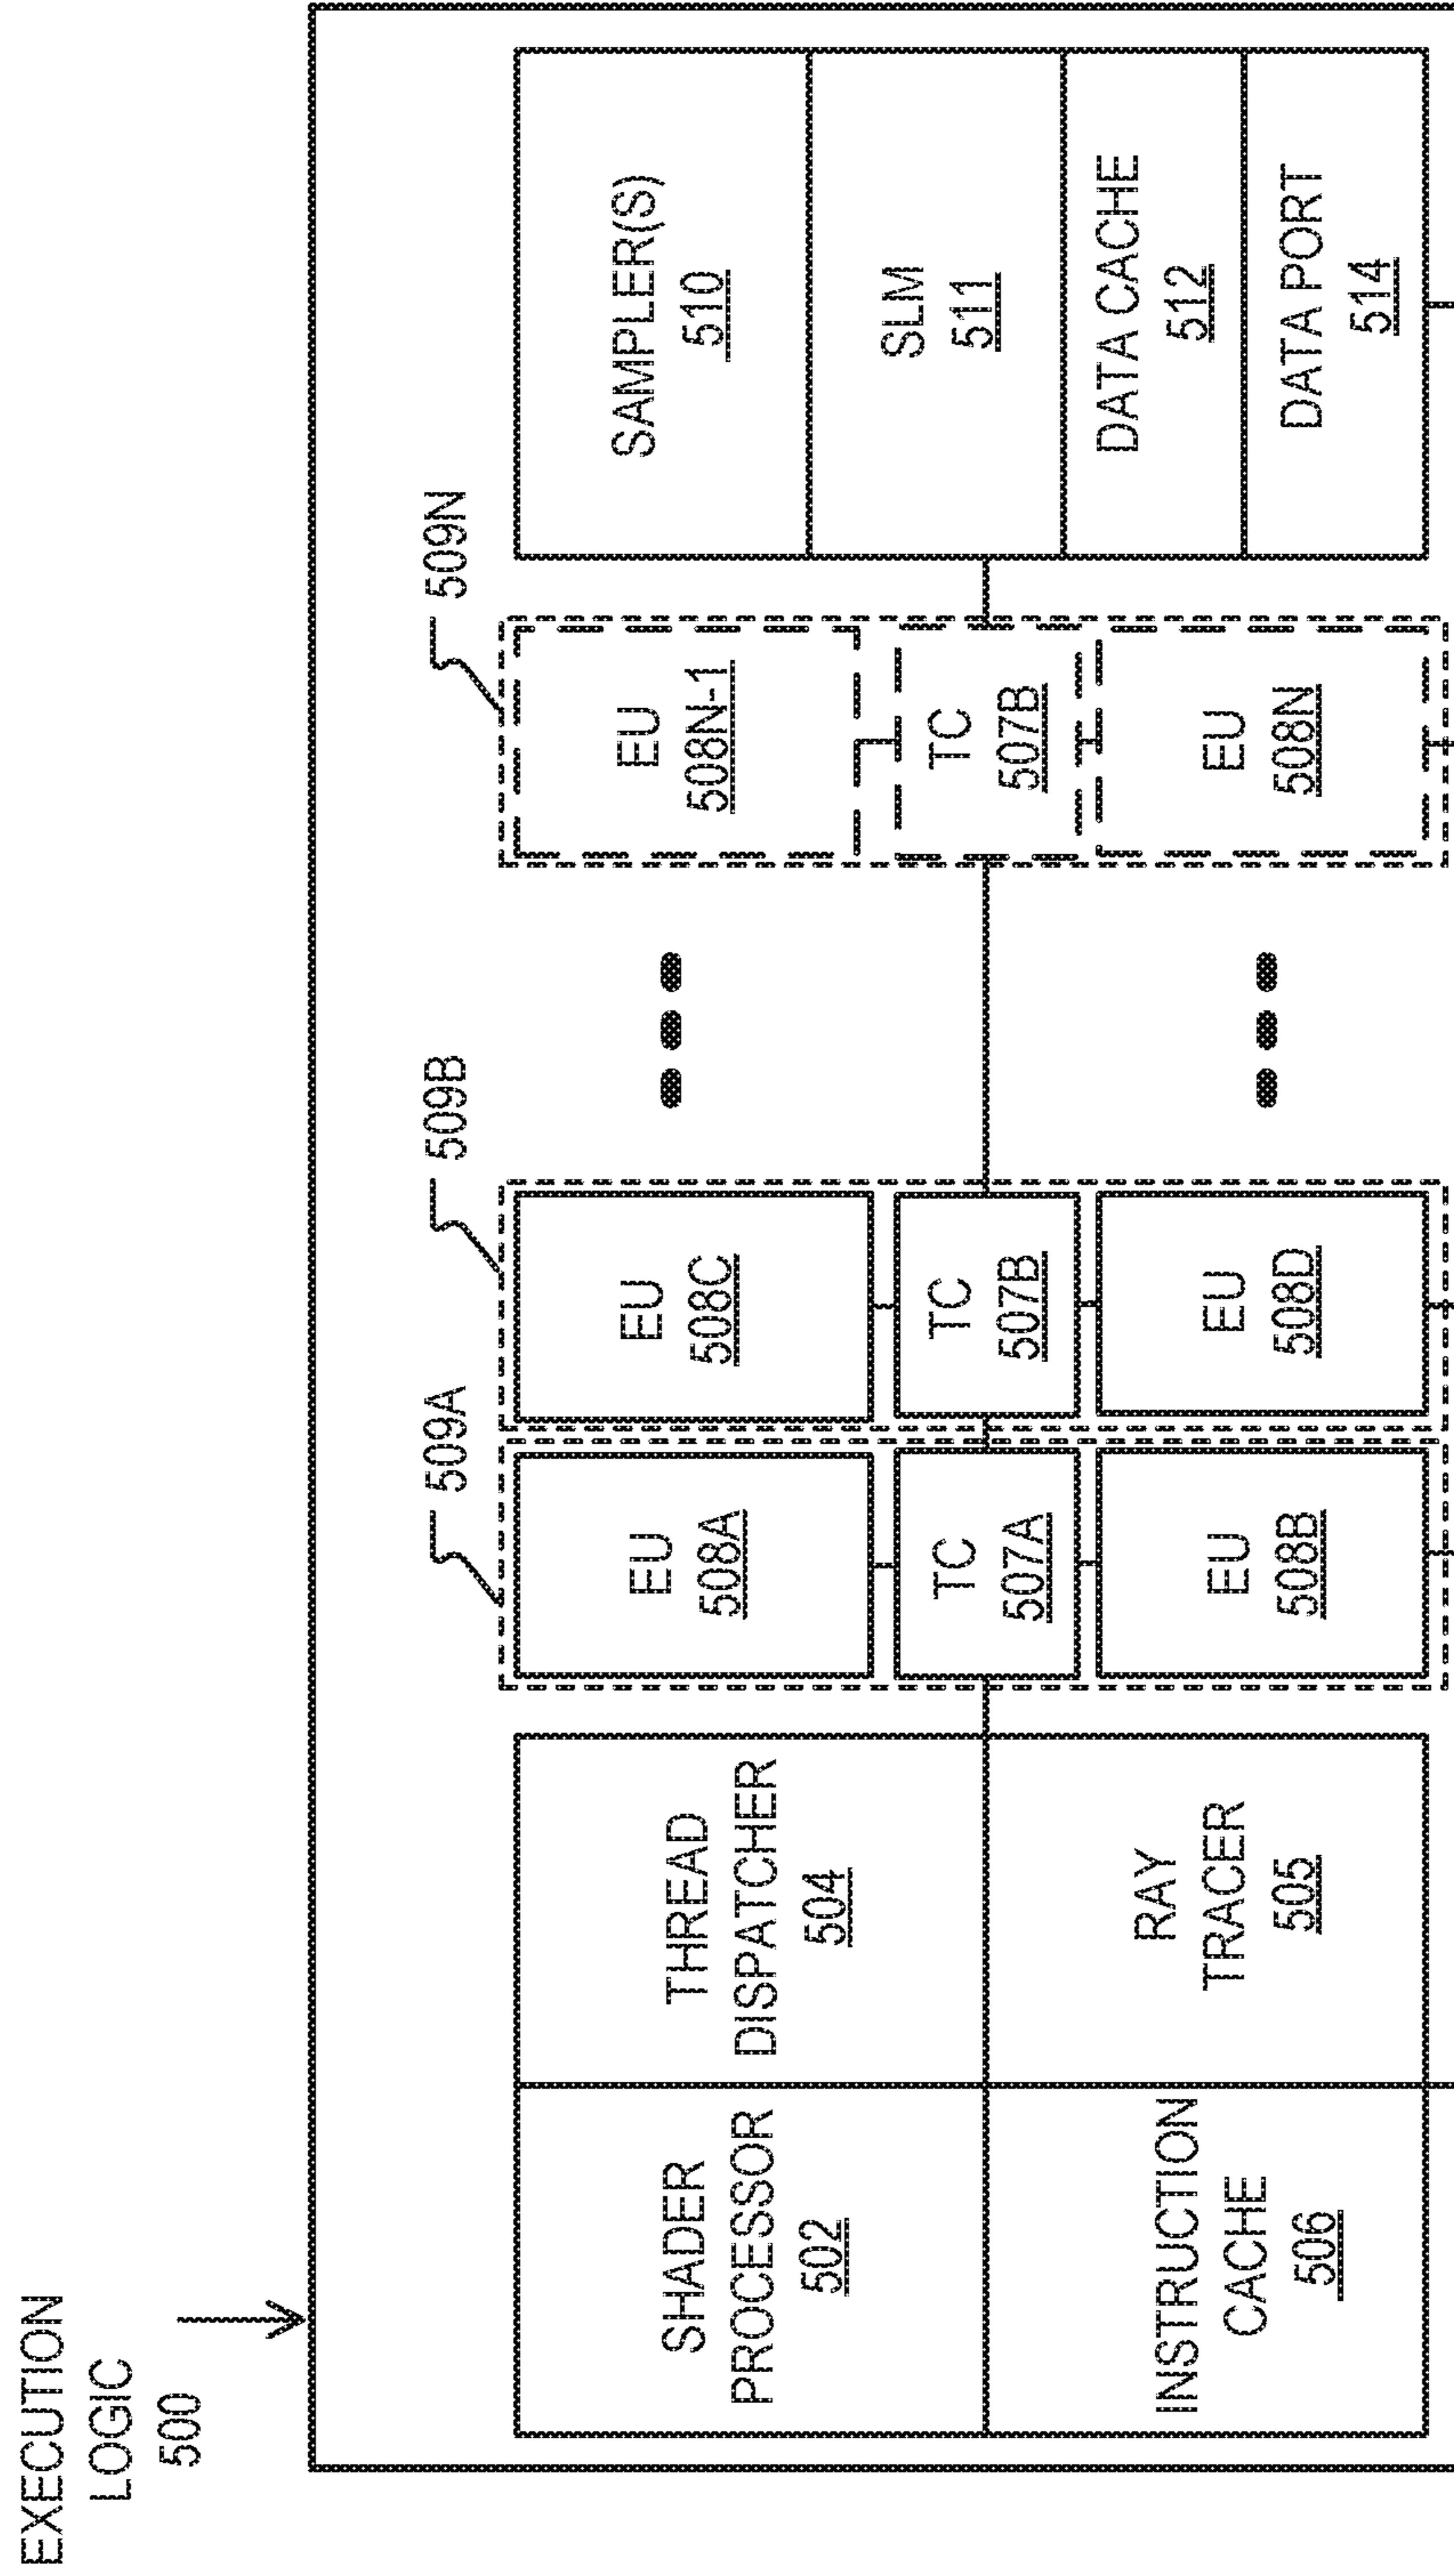 EXECUTION
LOGIC
500
509A
509B
509N
SHADER
PROCESSOR
502
THREAD
DISPATCHER
504
INSTRUCTION
CACHE
506
RAY
TRACER
505
EU
508A
TC
507A
EU
508B
EU
508C
TC
507B
EU
508D
EU
508N-1
TC
507B
EU
508N
SAMPLER(S)
510
SLM
511
DATA CACHE
512
DATA PORT
514